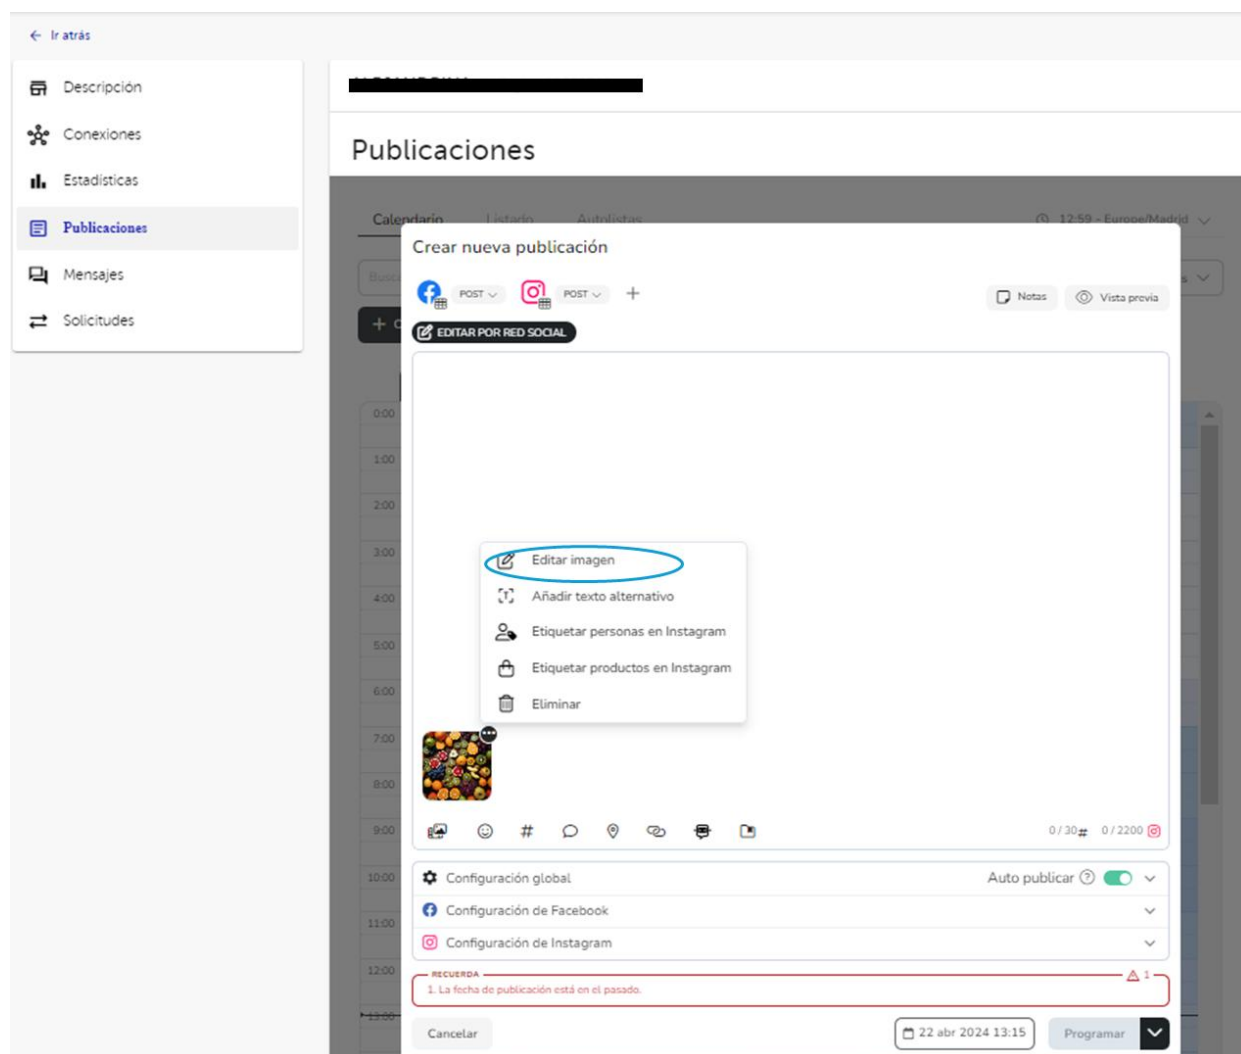 Ir atrás
Descripción
Conexiones
Estadísticas
Publicaciones
Mensajes
Solicitudes
Publicaciones
Calendario Listado Autolistas 12:59 - Europe/Madrid
Crear nueva publicación
POST POST +
Notas Vista previa
EDITAR POR RED SOCIAL
0:00
1:00
2:00
3:00
4:00
5:00
6:00
7:00
8:00
9:00
10:00
11:00
12:00
13:00
Editar imagen
Añadir texto alternativo
Etiquetar personas en Instagram
Etiquetar productos en Instagram
Eliminar
0/30# 0/2200
Configuración global Auto publicar
Configuración de Facebook
Configuración de Instagram
RECUERDA 1
1. La fecha de publicación está en el pasado.
Cancelar 22 abr 2024 13:15 Programar